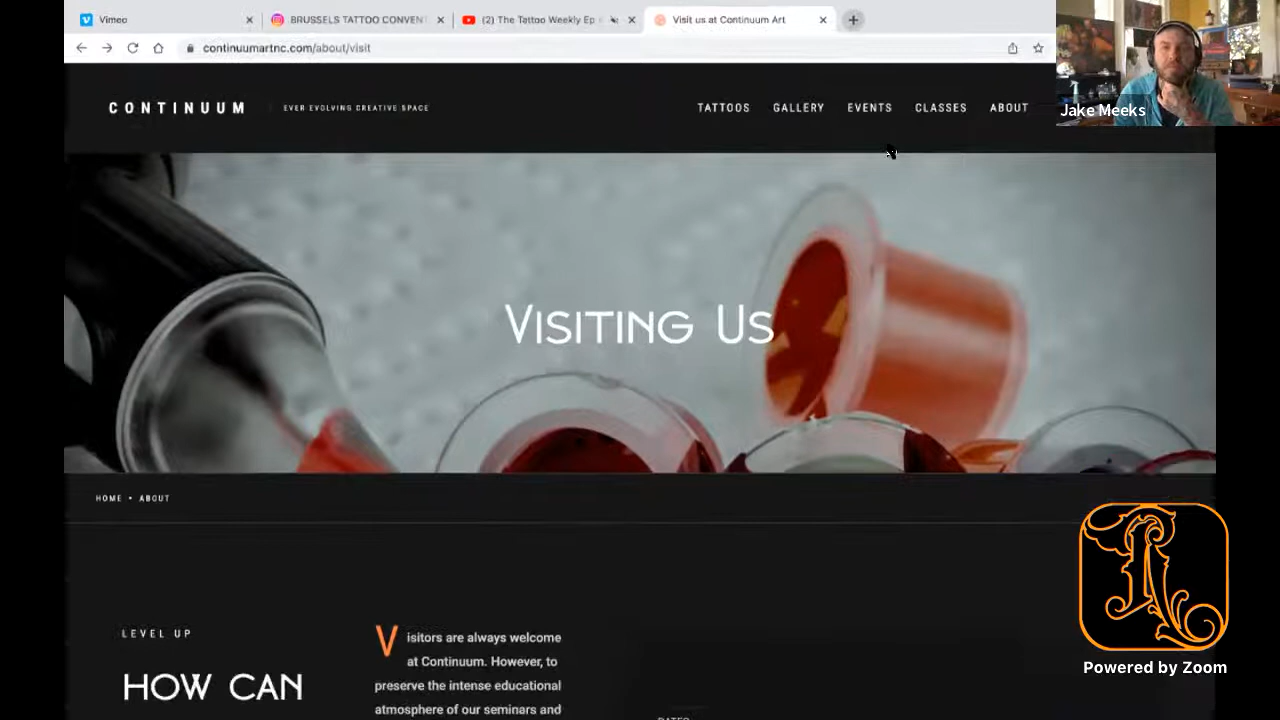 Vimeo
BRUSSELS TATTOO CONVENT
(2) The Tattoo Weekly Ep
Visit us at Continuum Art
continuumartnc.com/about/visit
Jake Meeks
CONTINUUM
EVER EVOLVING CREATIVE SPACE
TATTOOS GALLERY EVENTS CLASSES ABOUT
VISITING US
HOME • ABOUT
LEVEL UP
HOW CAN
Visitors are always welcome
at Continuum. However, to
preserve the intense educational
atmosphere of our seminars and
DATES
Powered by Zoom